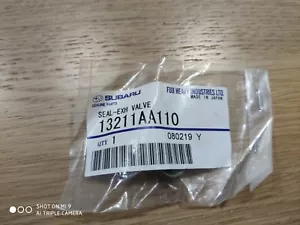 SUBARU
GENUINE PARTS
FUJI HEAVY INDUSTRIES LTD.
MADE IN JAPAN
SEAL-EXH VALVE
13211AA110
QTY 1
080219 Y
SHOT ON MI 9
AI TRIPLE CAMERA